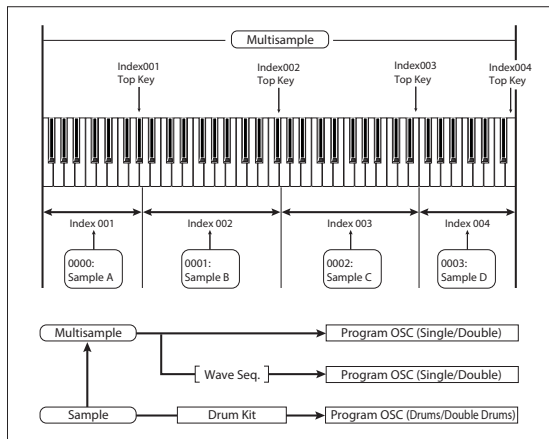 Multisample
Index001 Top Key
Index002 Top Key
Index003 Top Key
Index004 Top Key
Index 001
Index 002
Index 003
Index 004
0000: Sample A
0001: Sample B
0002: Sample C
0003: Sample D
Multisample
Program OSC (Single/Double)
Wave Seq.
Program OSC (Single/Double)
Sample
Drum Kit
Program OSC (Drums/Double Drums)